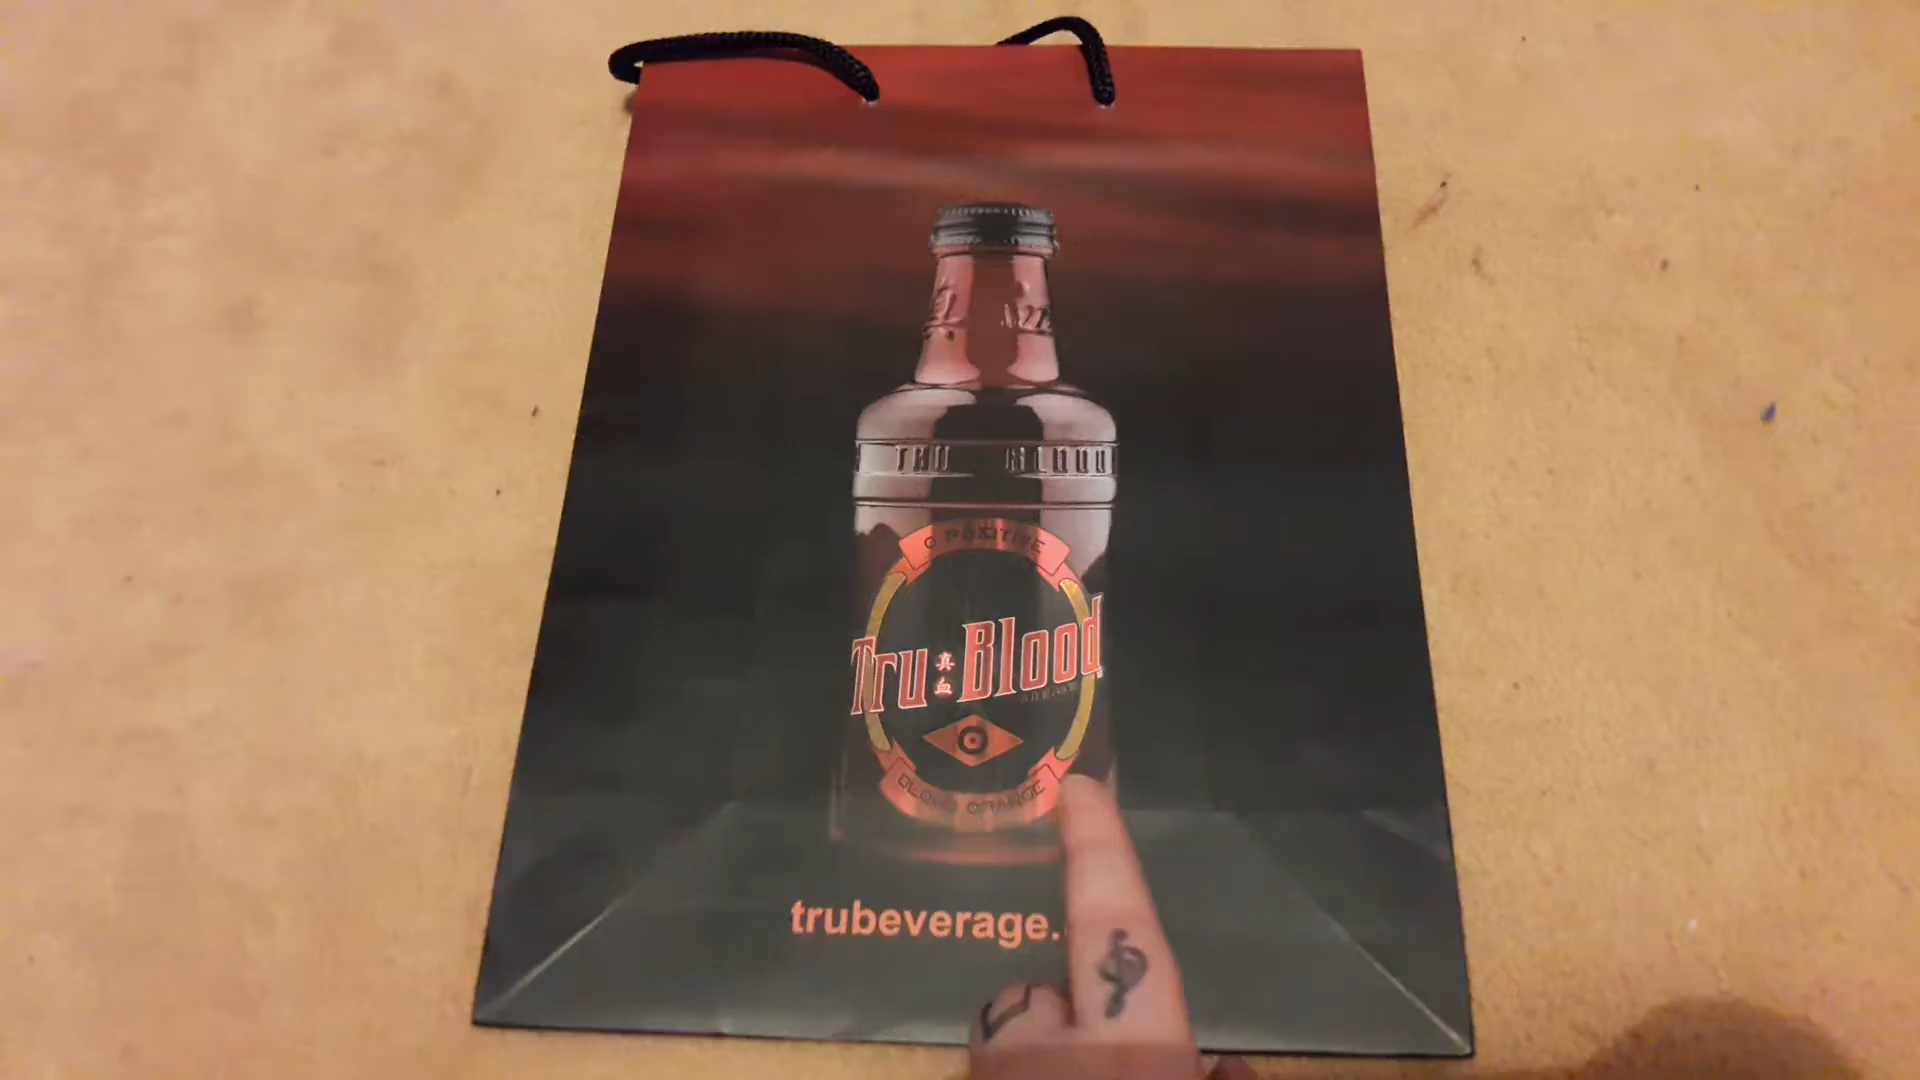 TRU BLOOD
O POSITIVE
Tru:Blood
真
血
BLOOD ORANGE
trubeverage.